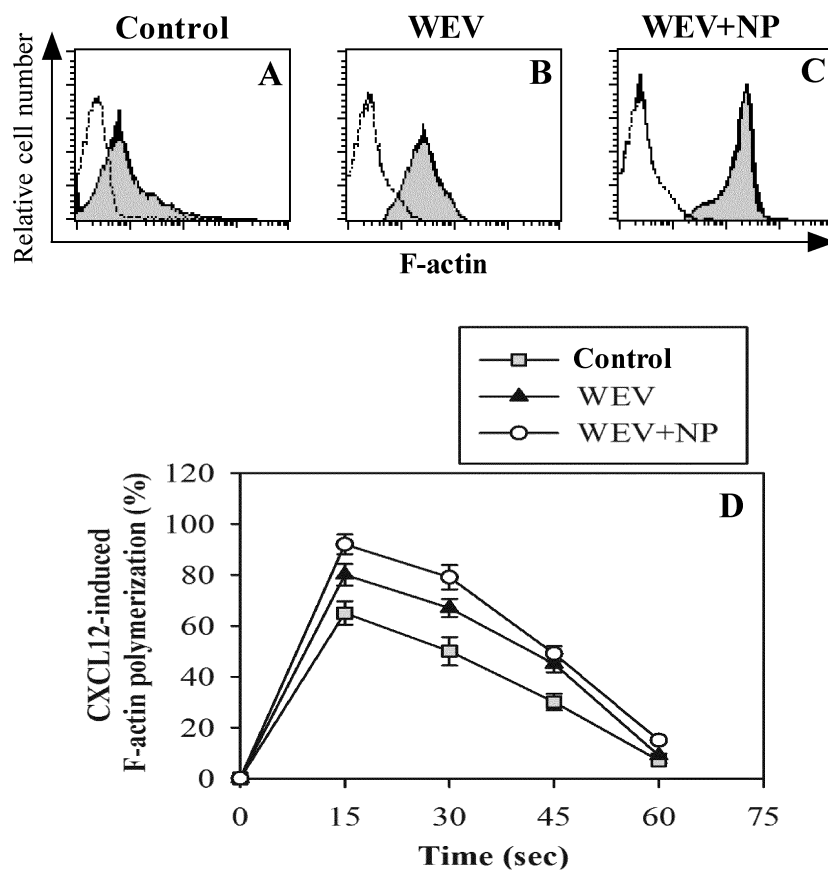 Control
WEV
WEV+NP
A
B
C
Relative cell number
F-actin
Control
WEV
WEV+NP
D
CXCL12-induced
F-actin polymerization (%)
120
100
80
60
40
20
0
0 15 30 45 60 75
Time (sec)